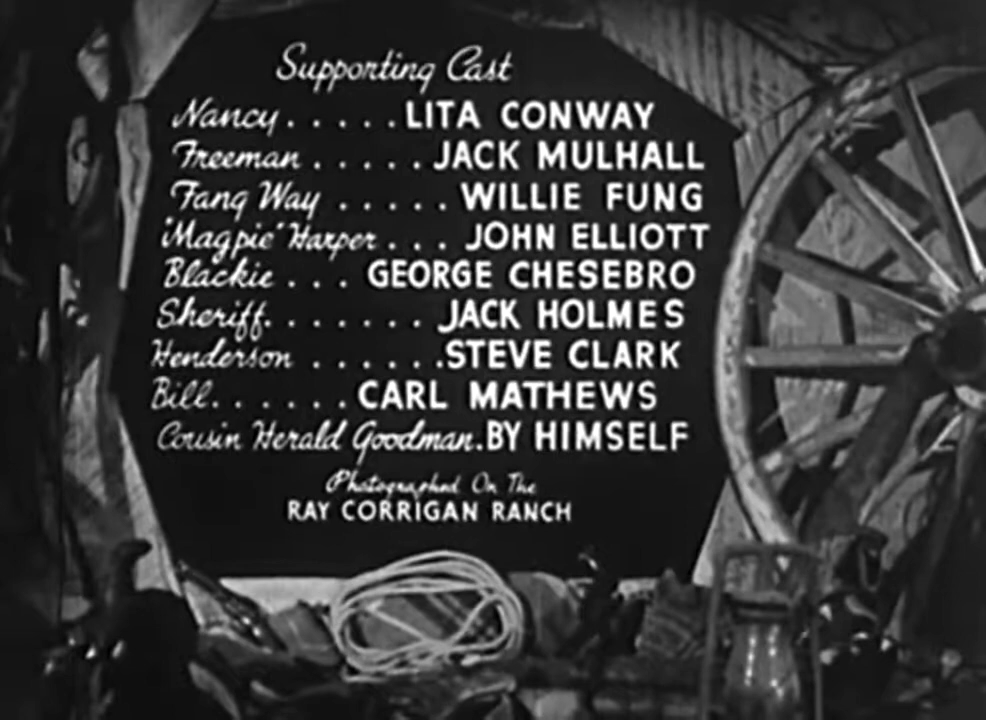 Supporting Cast
Nancy.....LITA CONWAY
Freeman.....JACK MULHALL
Fang Way.....WILLIE FUNG
"Magpie" Harper...JOHN ELLIOTT
Blackie...GEORGE CHESEBRO
Sheriff.......JACK HOLMES
Henderson......STEVE CLARK
Bill......CARL MATHEWS
Cousin Herald Goodman.BY HIMSELF
Photographed On The
RAY CORRIGAN RANCH